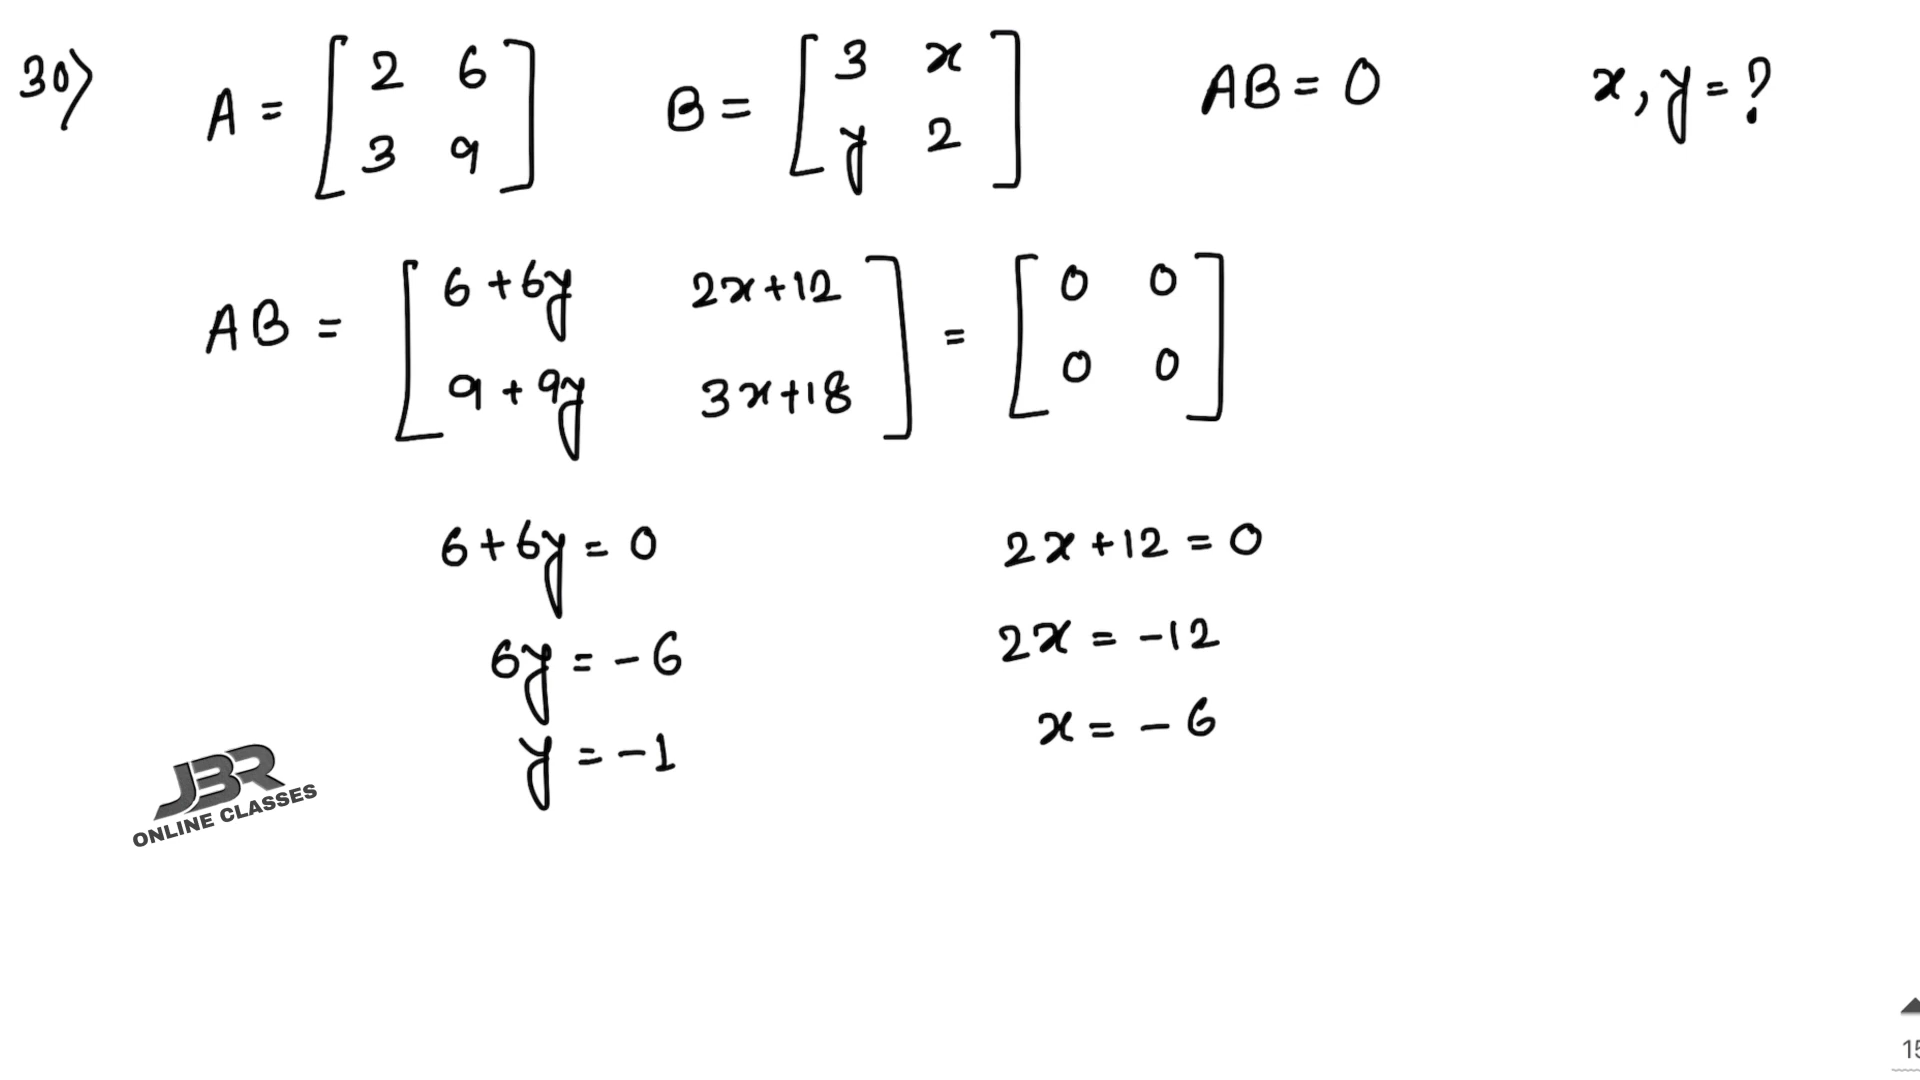 30) A = [ 2 6 B = [ 3 x AB = 0 x, y = ?
3 9 ] y 2 ]
AB = [ 6 + 6y 2x + 12 = [ 0 0
9 + 9y 3x + 18 ] 0 0 ]
6 + 6y = 0 2x + 12 = 0
6y = -6 2x = -12
y = -1 x = -6
JBR
ONLINE CLASSES
15